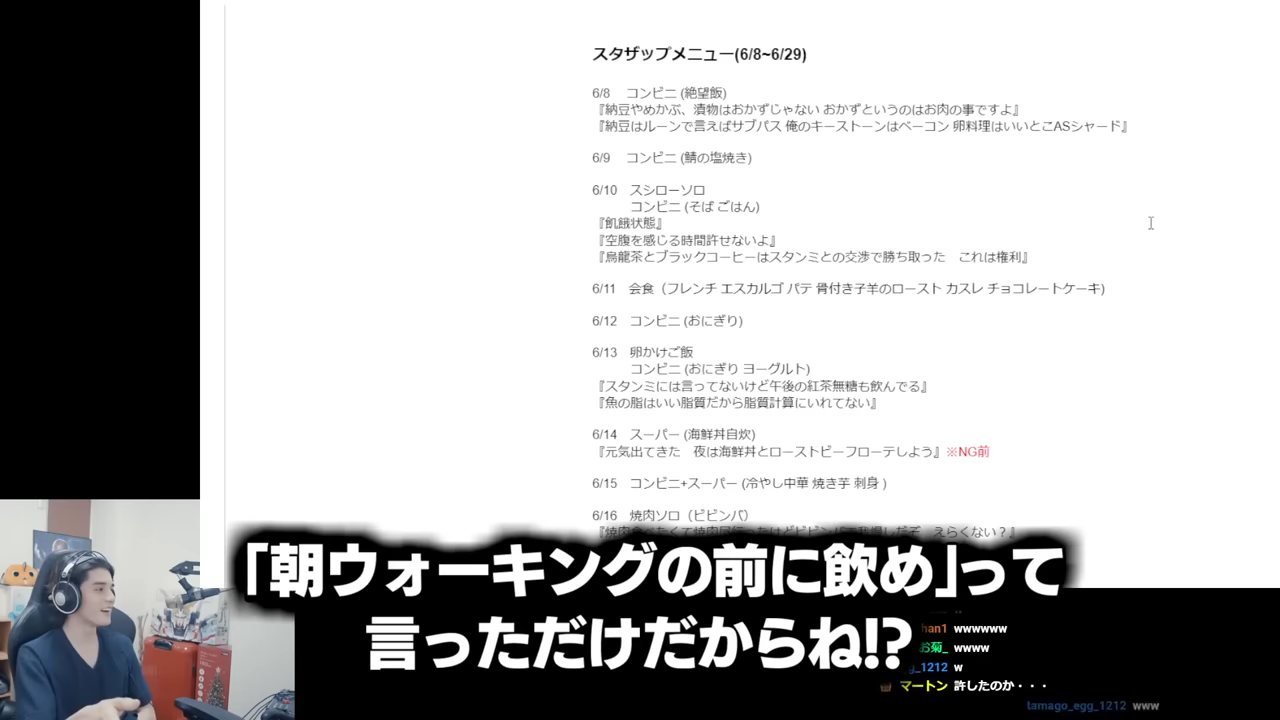 スタザップメニュー(6/8~6/29)
6/8 コンビニ (絶望飯)
『納豆やめかぶ、漬物はおかずじゃない おかずというのはお肉の事ですよ』
『納豆はルーンで言えばサブパス 俺のキーストーンはベーコン 卵料理はいいとこASシャード』
6/9 コンビニ (鯖の塩焼き)
6/10 スシローソロ
コンビニ (そば ごはん)
『飢餓状態』
『空腹を感じる時間許せないよ』
『烏龍茶とブラックコーヒーはスタンミとの交渉で勝ち取った これは権利』
6/11 会食（フレンチ エスカルゴ パテ 骨付き子羊のロースト カスレ チョコレートケーキ)
6/12 コンビニ (おにぎり)
6/13 卵かけご飯
コンビニ (おにぎり ヨーグルト)
『スタンミには言ってないけど午後の紅茶無糖も飲んでる』
『魚の脂はいい脂質だから脂質計算にいれてない』
6/14 スーパー (海鮮丼自炊)
『元気出てきた 夜は海鮮丼とローストビーフローテしよう』※NG前
6/15 コンビニ+スーパー (冷やし中華 焼き芋 刺身 )
6/16 焼肉ソロ（ビビンバ）
えらくない？』
「朝ウォーキングの前に飲め」って
言っただけだからね!?
han1 wwwwww
お菊_ wwww
g_1212 w
マートン 許したのか・・・
tamago_egg_1212 www